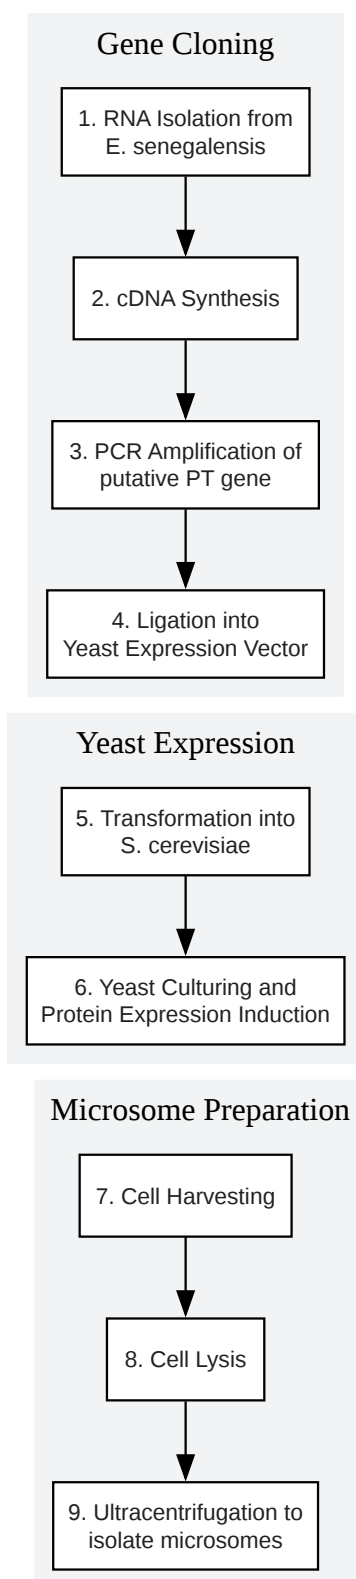 Gene Cloning
1. RNA Isolation from
E. senegalensis
2. cDNA Synthesis
3. PCR Amplification of
putative PT gene
4. Ligation into
Yeast Expression Vector
Yeast Expression
5. Transformation into
S. cerevisiae
6. Yeast Culturing and
Protein Expression Induction
Microsome Preparation
7. Cell Harvesting
8. Cell Lysis
9. Ultracentrifugation to
isolate microsomes